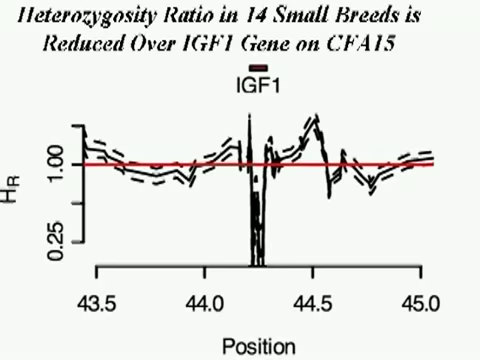 Heterozygosity Ratio in 14 Small Breeds is
Reduced Over IGF1 Gene on CFA15
IGF1
HR
1.00
0.25
43.5 44.0 44.5 45.0
Position